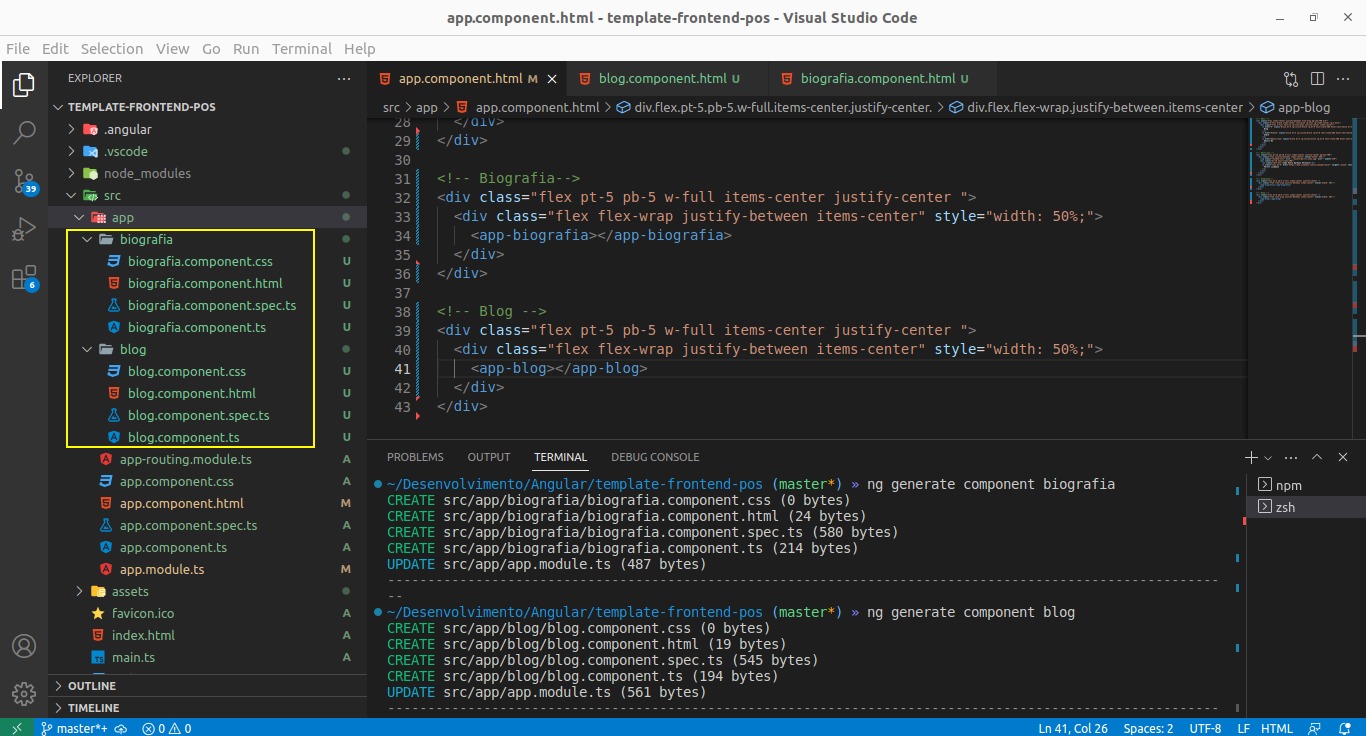 app.component.html - template-frontend-pos - Visual Studio Code
File Edit Selection View Go Run Terminal Help
EXPLORER
TEMPLATE-FRONTEND-POS
.angular
.vscode
node_modules
src
app
biografia
biografia.component.css U
biografia.component.html U
biografia.component.spec.ts U
biografia.component.ts U
blog
blog.component.css U
blog.component.html U
blog.component.spec.ts U
blog.component.ts U
app-routing.module.ts A
app.component.css A
app.component.html M
app.component.spec.ts A
app.component.ts A
app.module.ts M
assets
favicon.ico A
index.html A
TS main.ts A
OUTLINE
TIMELINE
39
6
app.component.html M blog.component.html U biografia.component.html U
src > app > app.component.html > div.flex.pt-5.pb-5.w-full.items-center.justify-center. > div.flex.flex-wrap.justify-between.items-center > app-blog
28 </div>
29 </div>
30
31 <!-- Biografia-->
32 <div class="flex pt-5 pb-5 w-full items-center justify-center ">
33 <div class="flex flex-wrap justify-between items-center" style="width: 50%;">
34 <app-biografia></app-biografia>
35 </div>
36 </div>
37
38 <!-- Blog -->
39 <div class="flex pt-5 pb-5 w-full items-center justify-center ">
40 <div class="flex flex-wrap justify-between items-center" style="width: 50%;">
41 <app-blog></app-blog>
42 </div>
43 </div>
PROBLEMS OUTPUT TERMINAL DEBUG CONSOLE
npm
zsh
~/Desenvolvimento/Angular/template-frontend-pos (master*) » ng generate component biografia
CREATE src/app/biografia/biografia.component.css (0 bytes)
CREATE src/app/biografia/biografia.component.html (24 bytes)
CREATE src/app/biografia/biografia.component.spec.ts (580 bytes)
CREATE src/app/biografia/biografia.component.ts (214 bytes)
UPDATE src/app/app.module.ts (487 bytes)
--------------------------------------------------------------------------------------------------------
--
~/Desenvolvimento/Angular/template-frontend-pos (master*) » ng generate component blog
CREATE src/app/blog/blog.component.css (0 bytes)
CREATE src/app/blog/blog.component.html (19 bytes)
CREATE src/app/blog/blog.component.spec.ts (545 bytes)
CREATE src/app/blog/blog.component.ts (194 bytes)
UPDATE src/app/app.module.ts (561 bytes)
--------------------------------------------------------------------------------------------------------
master*+ 0 0 Ln 41, Col 26 Spaces: 2 UTF-8 LF HTML